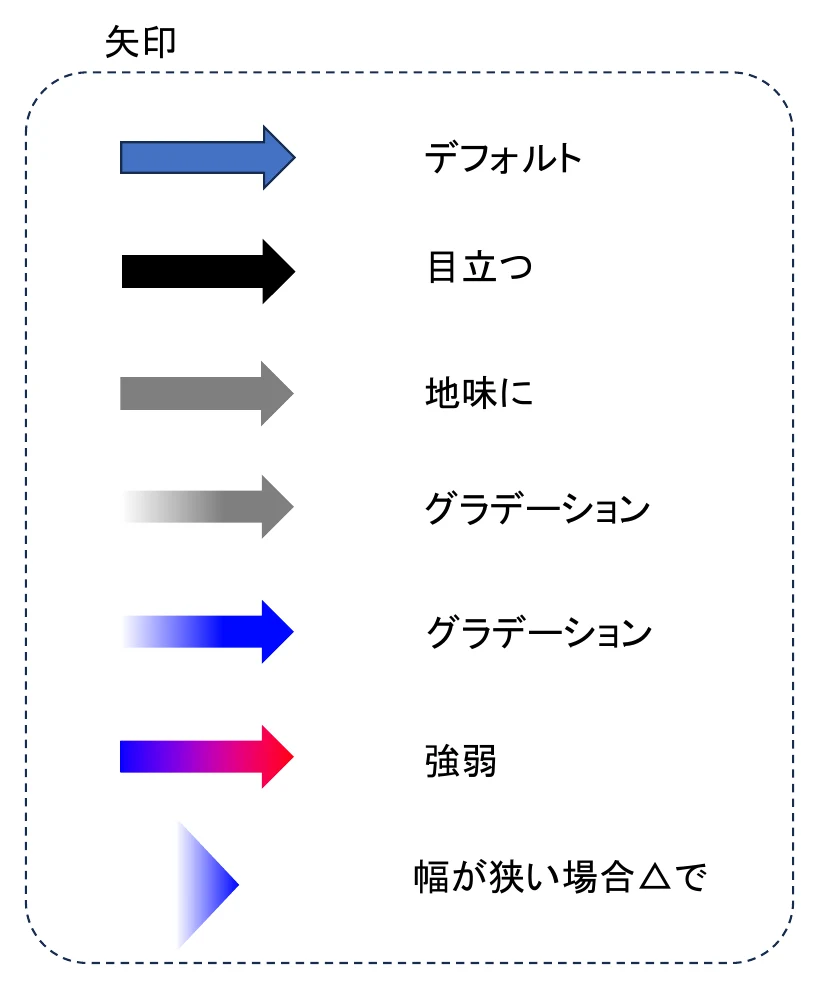 矢印
デフォルト
目立つ
地味に
グラデーション
グラデーション
強弱
幅が狭い場合△で